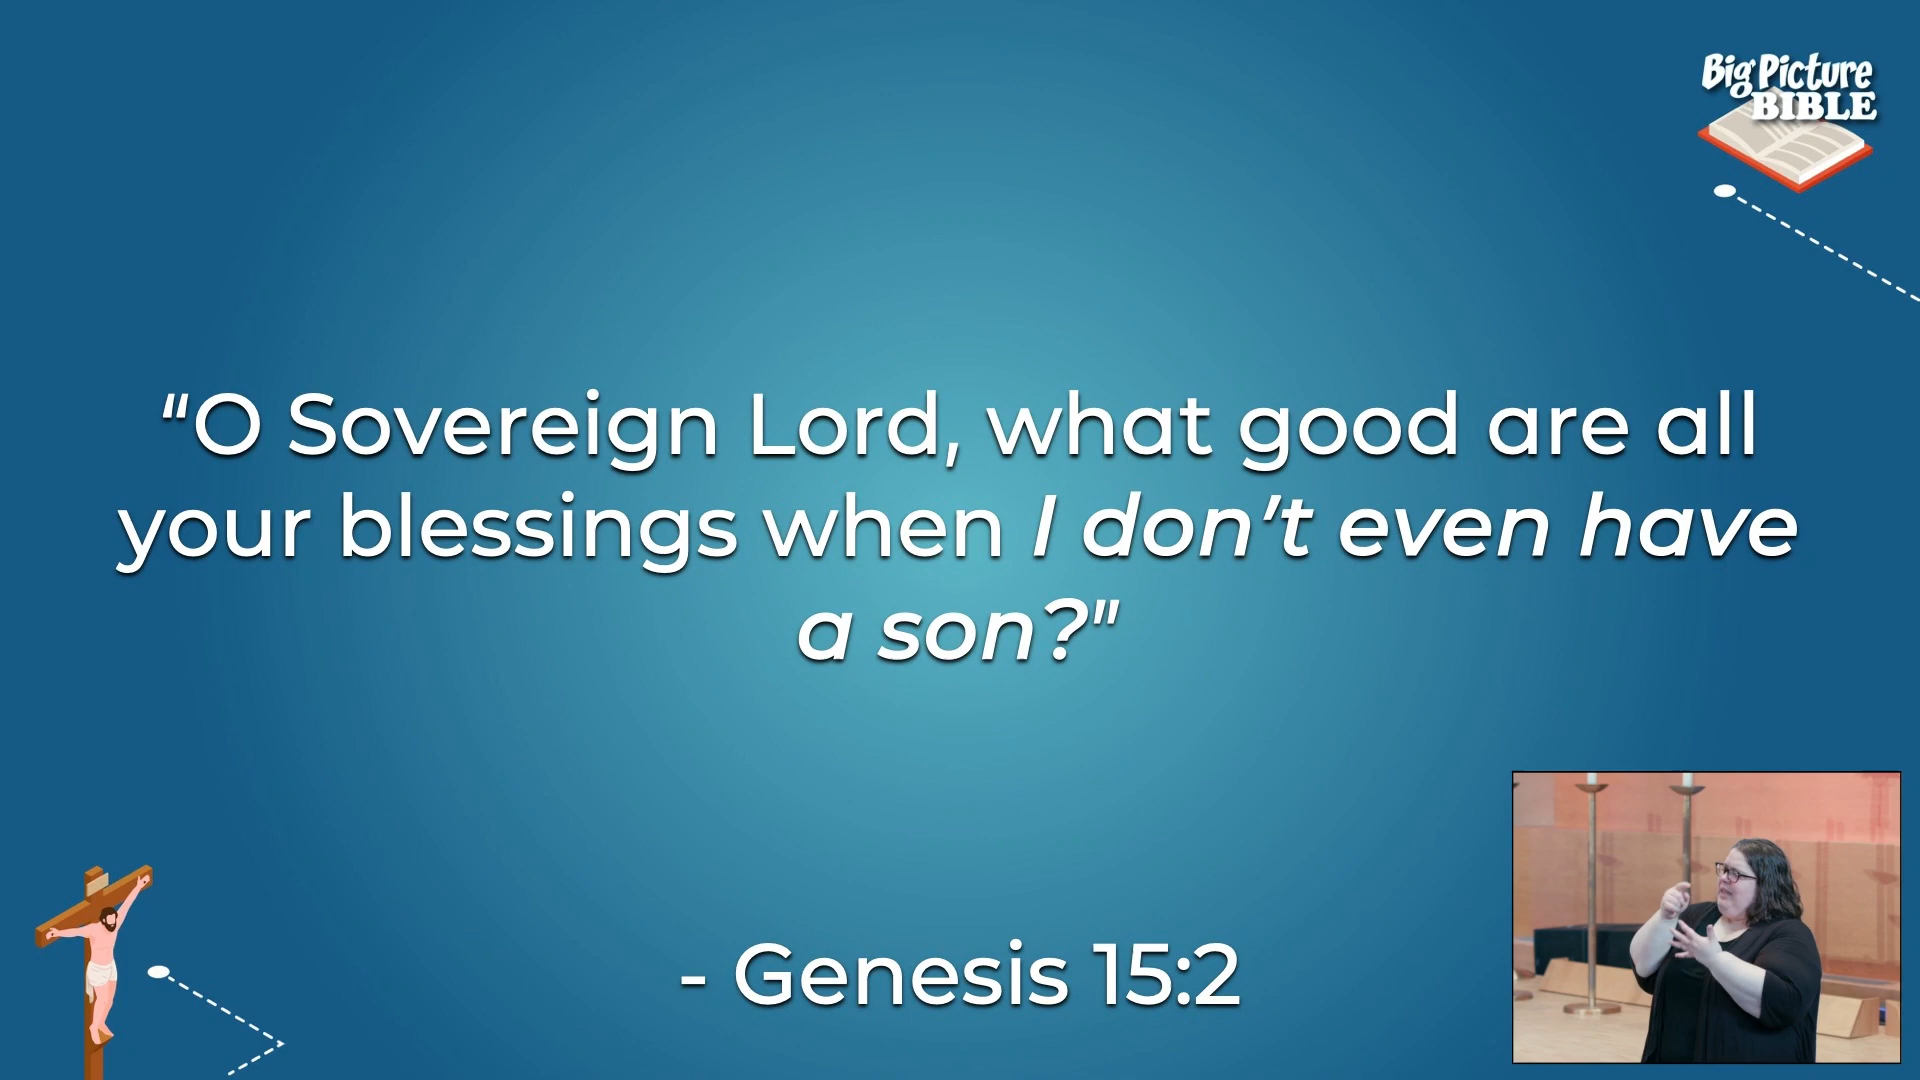 Big Picture
BIBLE
“O Sovereign Lord, what good are all
your blessings when I don’t even have
a son?"
- Genesis 15:2